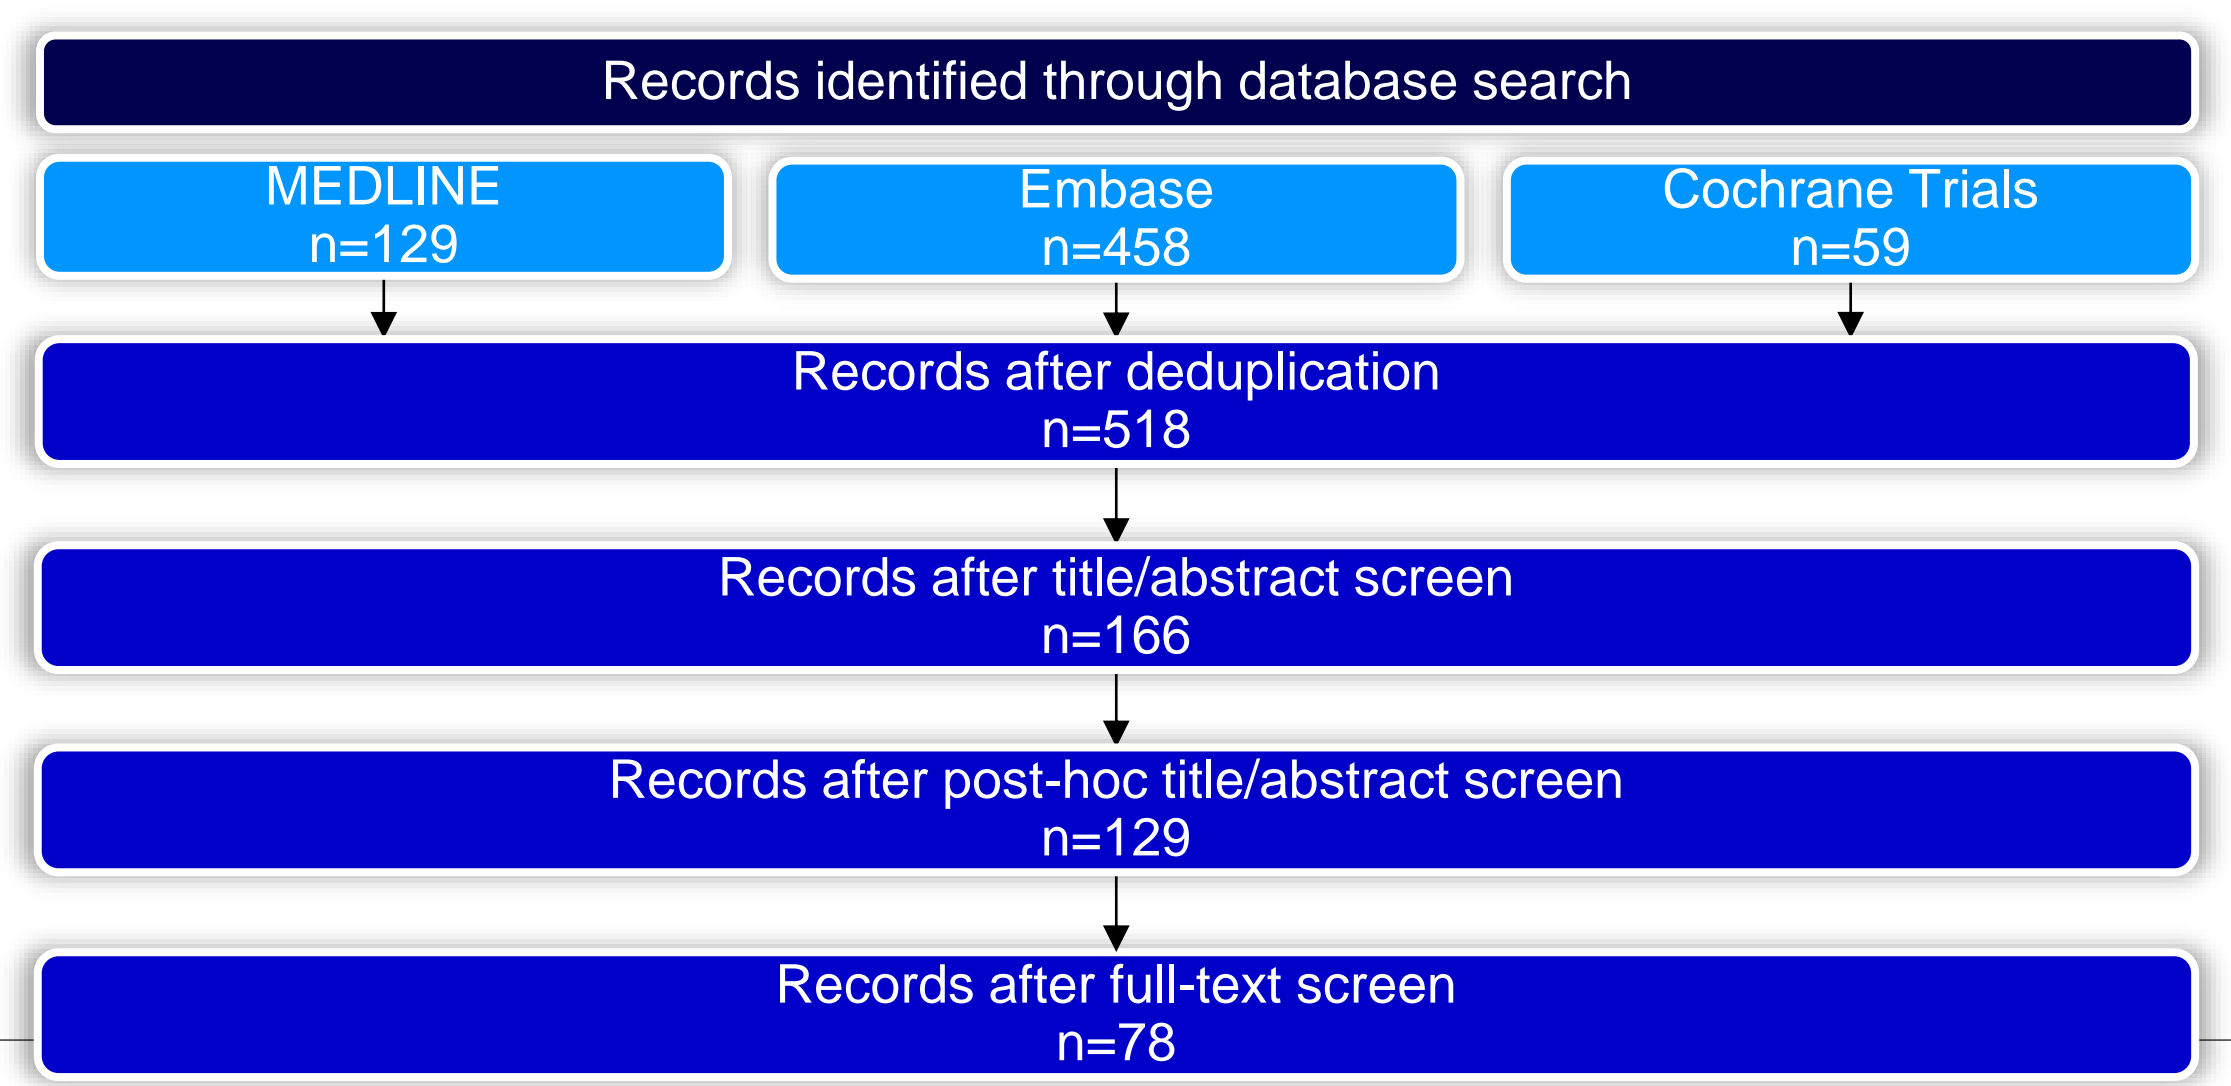 Records identified through database search
MEDLINE
n=129
Embase
n=458
Cochrane Trials
n=59
Records after deduplication
n=518
Records after title/abstract screen
n=166
Records after post-hoc title/abstract screen
n=129
Records after full-text screen
n=78